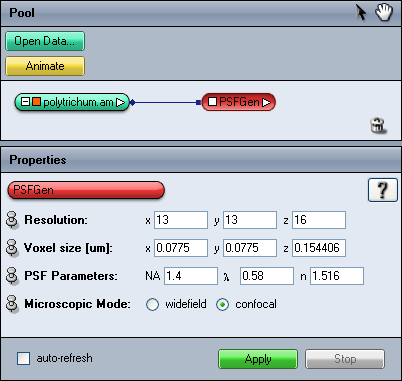 Pool
Open Data...
Animate
polytrichum.am PSFGen
Properties
PSFGen ?
Resolution: x 13 y 13 z 16
Voxel size [um]: x 0.0775 y 0.0775 z 0.154406
PSF Parameters: NA 1.4 λ 0.58 n 1.516
Microscopic Mode: widefield confocal
auto-refresh Apply Stop